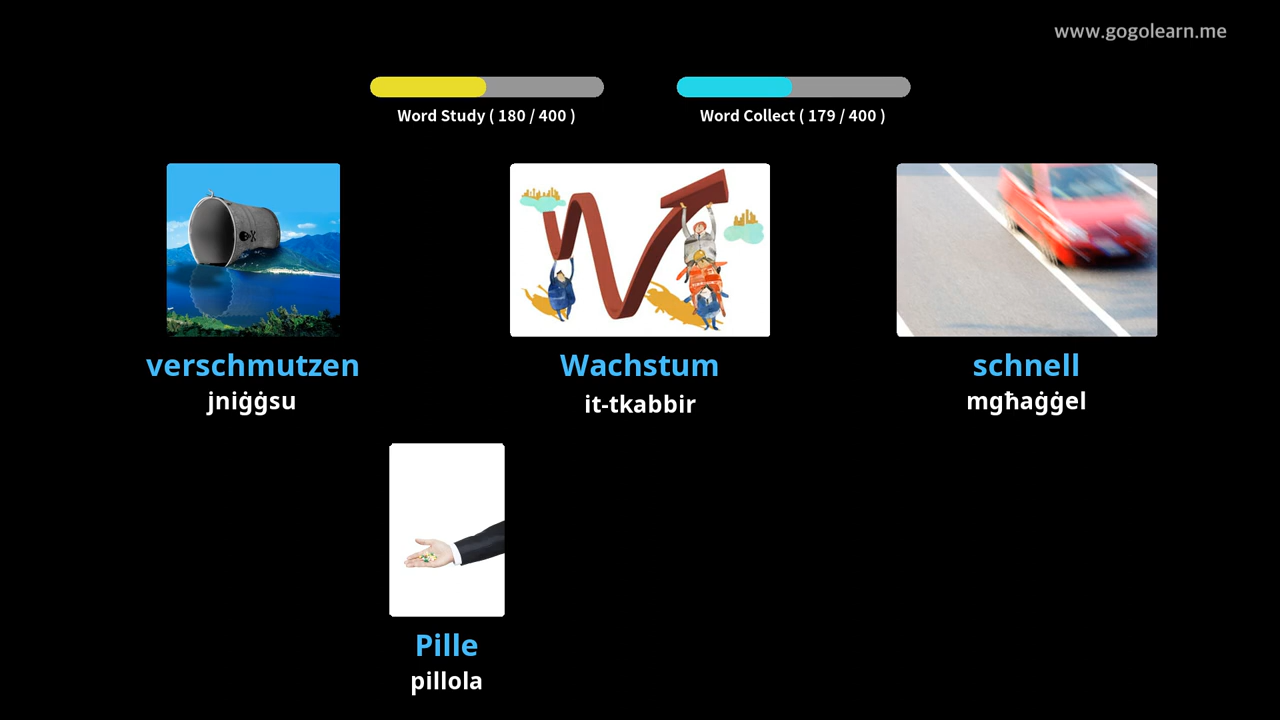 www.gogolearn.me
Word Study ( 180 / 400 )
Word Collect ( 179 / 400 )
verschmutzen
jniġġsu
Wachstum
it-tkabbir
schnell
mgħaġġel
Pille
pillola